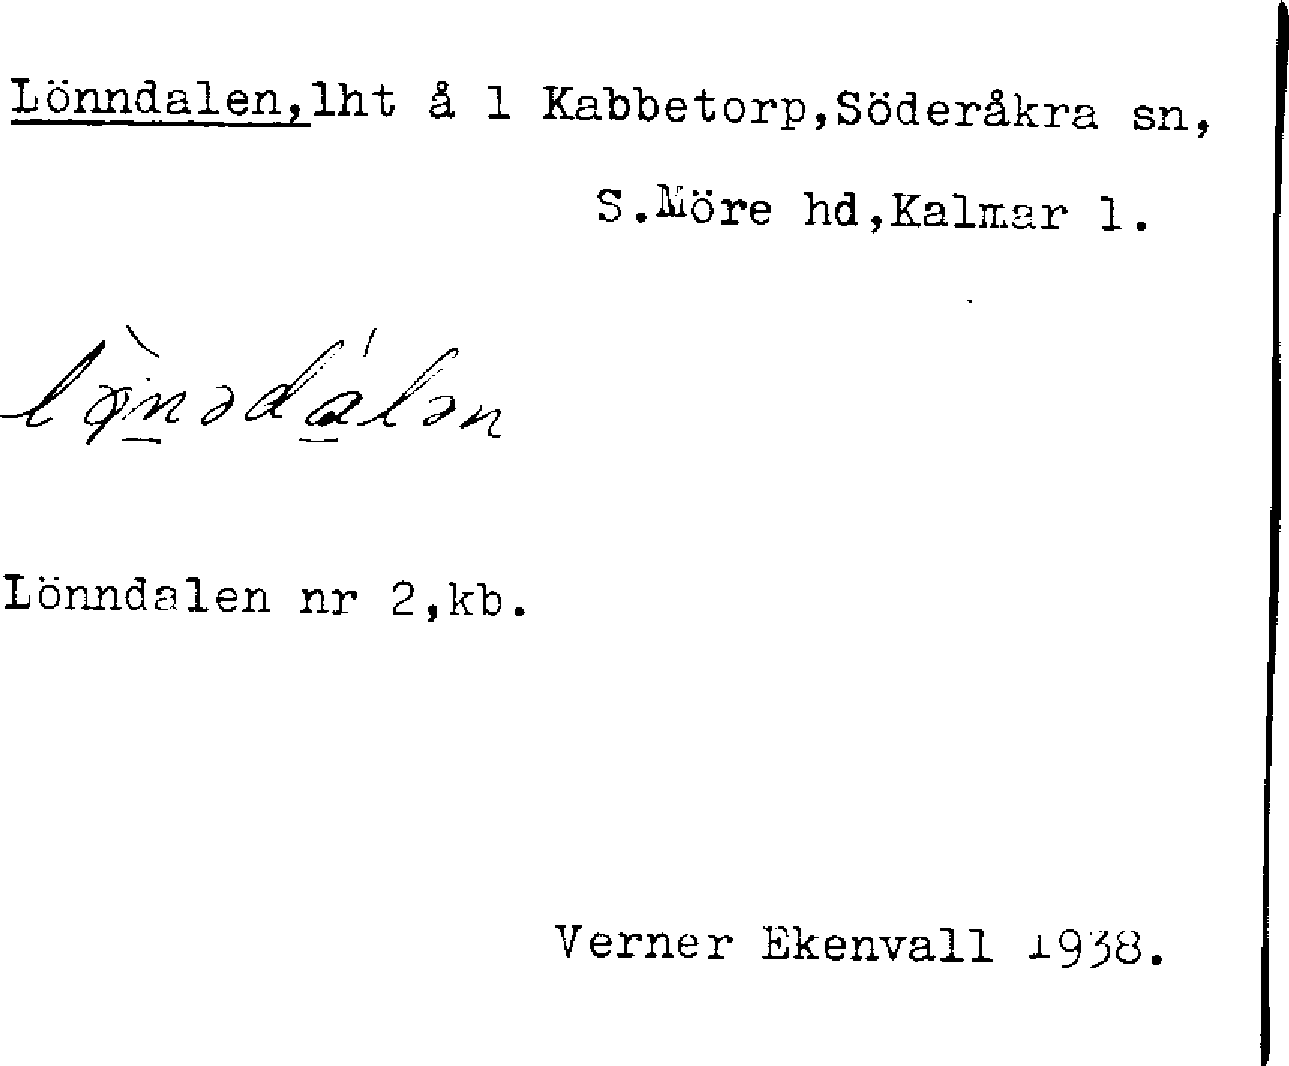 Lönndalen,lht å 1 Kabbetorp,Söderåkra sn,
S.Möre hd,Kalmar l.
Lönndalen nr 2,kb.
Verner Ekenvall 1938.